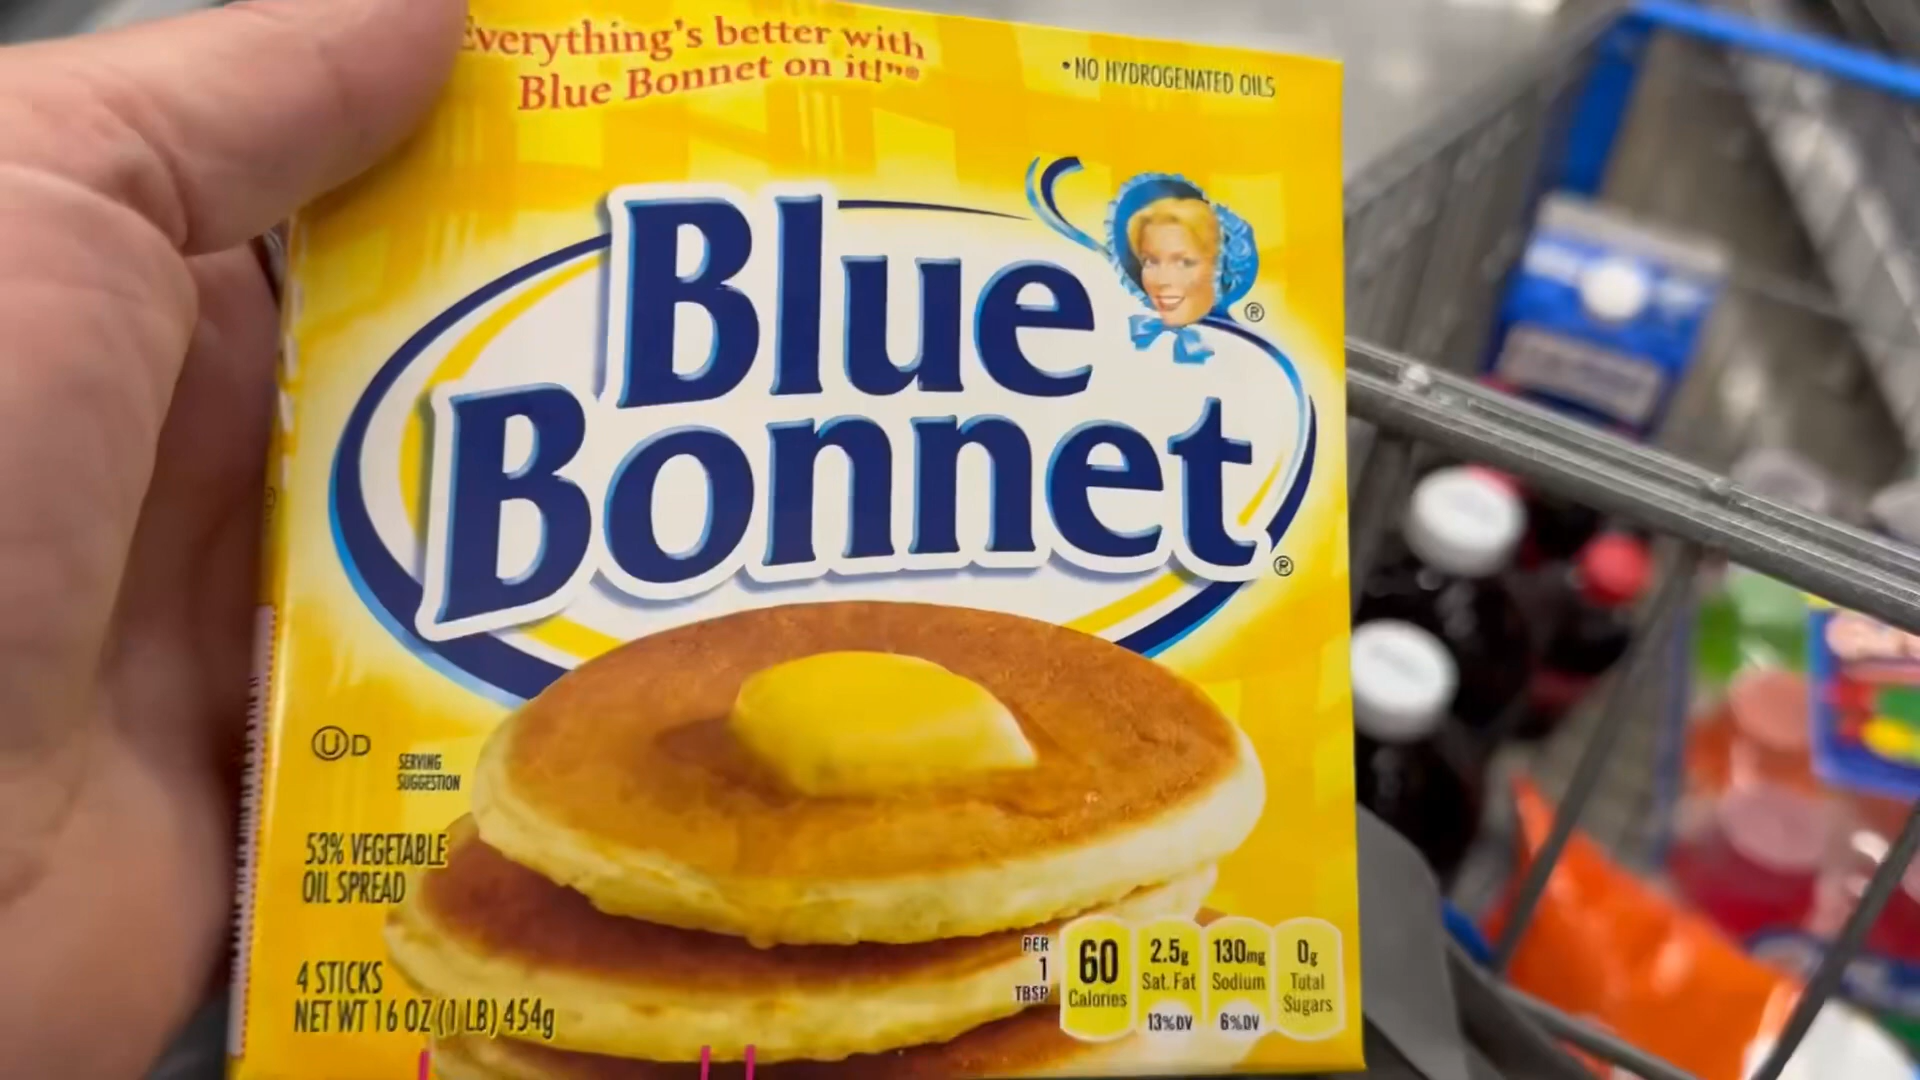 Everything's better with
Blue Bonnet on it!™®
• NO HYDROGENATED OILS
Blue
Bonnet
®
®
U D
SERVING
SUGGESTION
53% VEGETABLE
OIL SPREAD
4 STICKS
NET WT 16 OZ (1 LB) 454g
PER
1
TBSP
60
Calories
2.5g
Sat. Fat
13% DV
130mg
Sodium
6% DV
0g
Total
Sugars